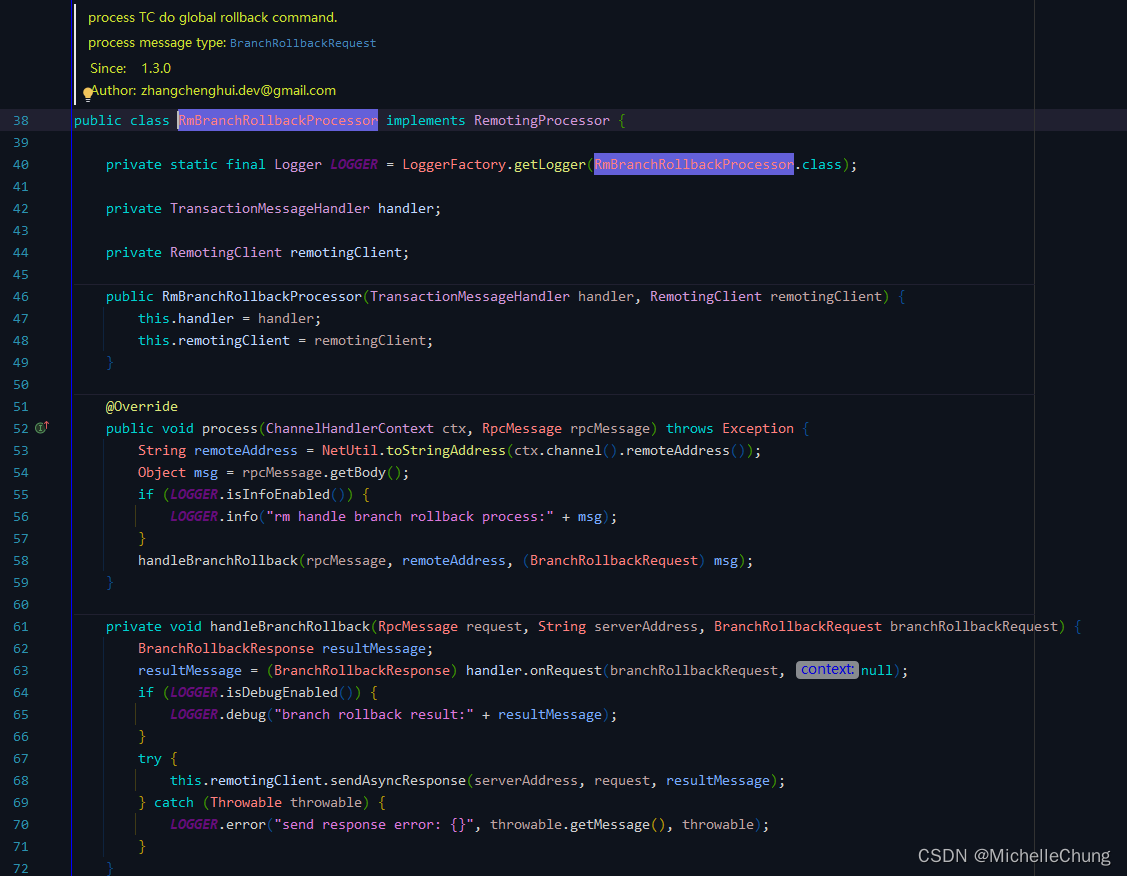 process TC do global rollback command.
process message type: BranchRollbackRequest
Since: 1.3.0
Author: zhangchenghui.dev@gmail.com
38 public class RmBranchRollbackProcessor implements RemotingProcessor {
39
40 private static final Logger LOGGER = LoggerFactory.getLogger(RmBranchRollbackProcessor.class);
41
42 private TransactionMessageHandler handler;
43
44 private RemotingClient remotingClient;
45
46 public RmBranchRollbackProcessor(TransactionMessageHandler handler, RemotingClient remotingClient) {
47 this.handler = handler;
48 this.remotingClient = remotingClient;
49 }
50
51 @Override
52 public void process(ChannelHandlerContext ctx, RpcMessage rpcMessage) throws Exception {
53 String remoteAddress = NetUtil.toStringAddress(ctx.channel().remoteAddress());
54 Object msg = rpcMessage.getBody();
55 if (LOGGER.isInfoEnabled()) {
56 LOGGER.info("rm handle branch rollback process:" + msg);
57 }
58 handleBranchRollback(rpcMessage, remoteAddress, (BranchRollbackRequest) msg);
59 }
60
61 private void handleBranchRollback(RpcMessage request, String serverAddress, BranchRollbackRequest branchRollbackRequest) {
62 BranchRollbackResponse resultMessage;
63 resultMessage = (BranchRollbackResponse) handler.onRequest(branchRollbackRequest, context: null);
64 if (LOGGER.isDebugEnabled()) {
65 LOGGER.debug("branch rollback result:" + resultMessage);
66 }
67 try {
68 this.remotingClient.sendAsyncResponse(serverAddress, request, resultMessage);
69 } catch (Throwable throwable) {
70 LOGGER.error("send response error: {}", throwable.getMessage(), throwable);
71 }
72 }
CSDN @MichelleChung